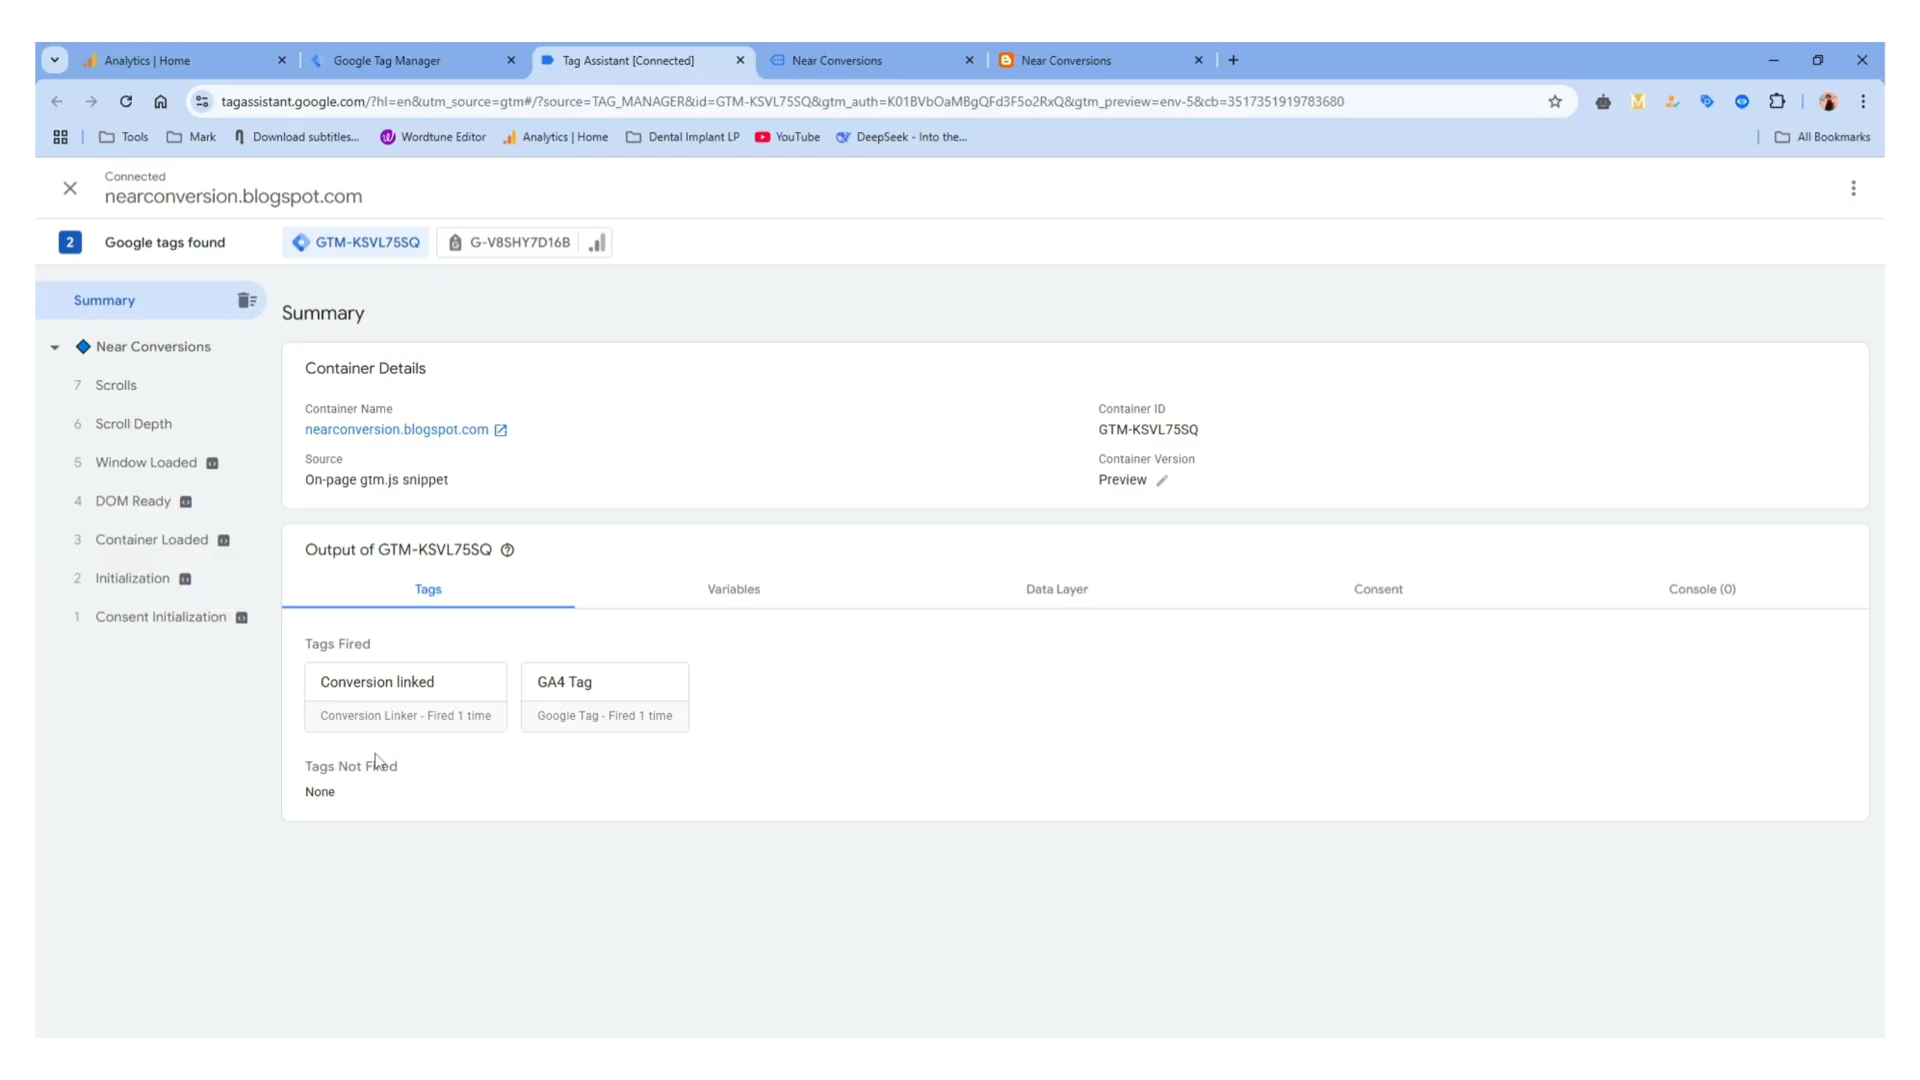 Analytics | Home
Google Tag Manager
Tag Assistant [Connected]
Near Conversions
Near Conversions
tagassistant.google.com/?hl=en&utm_source=gtm#/?source=TAG_MANAGER&id=GTM-KSVL75SQ&gtm_auth=K01BVbOaMBgQFd3F5o2RxQ&gtm_preview=env-5&cb=3517351919783680
Tools
Mark
Download subtitles...
Wordtune Editor
Analytics | Home
Dental Implant LP
YouTube
DeepSeek - Into the...
All Bookmarks
Connected
nearconversion.blogspot.com
2 Google tags found
GTM-KSVL75SQ
G-V8SHY7D16B
Summary
Near Conversions
7 Scrolls
6 Scroll Depth
5 Window Loaded
4 DOM Ready
3 Container Loaded
2 Initialization
1 Consent Initialization
Summary
Container Details
Container Name
nearconversion.blogspot.com
Container ID
GTM-KSVL75SQ
Source
On-page gtm.js snippet
Container Version
Preview
Output of GTM-KSVL75SQ
Tags
Variables
Data Layer
Consent
Console (0)
Tags Fired
Conversion linked
Conversion Linker - Fired 1 time
GA4 Tag
Google Tag - Fired 1 time
Tags Not Fired
None